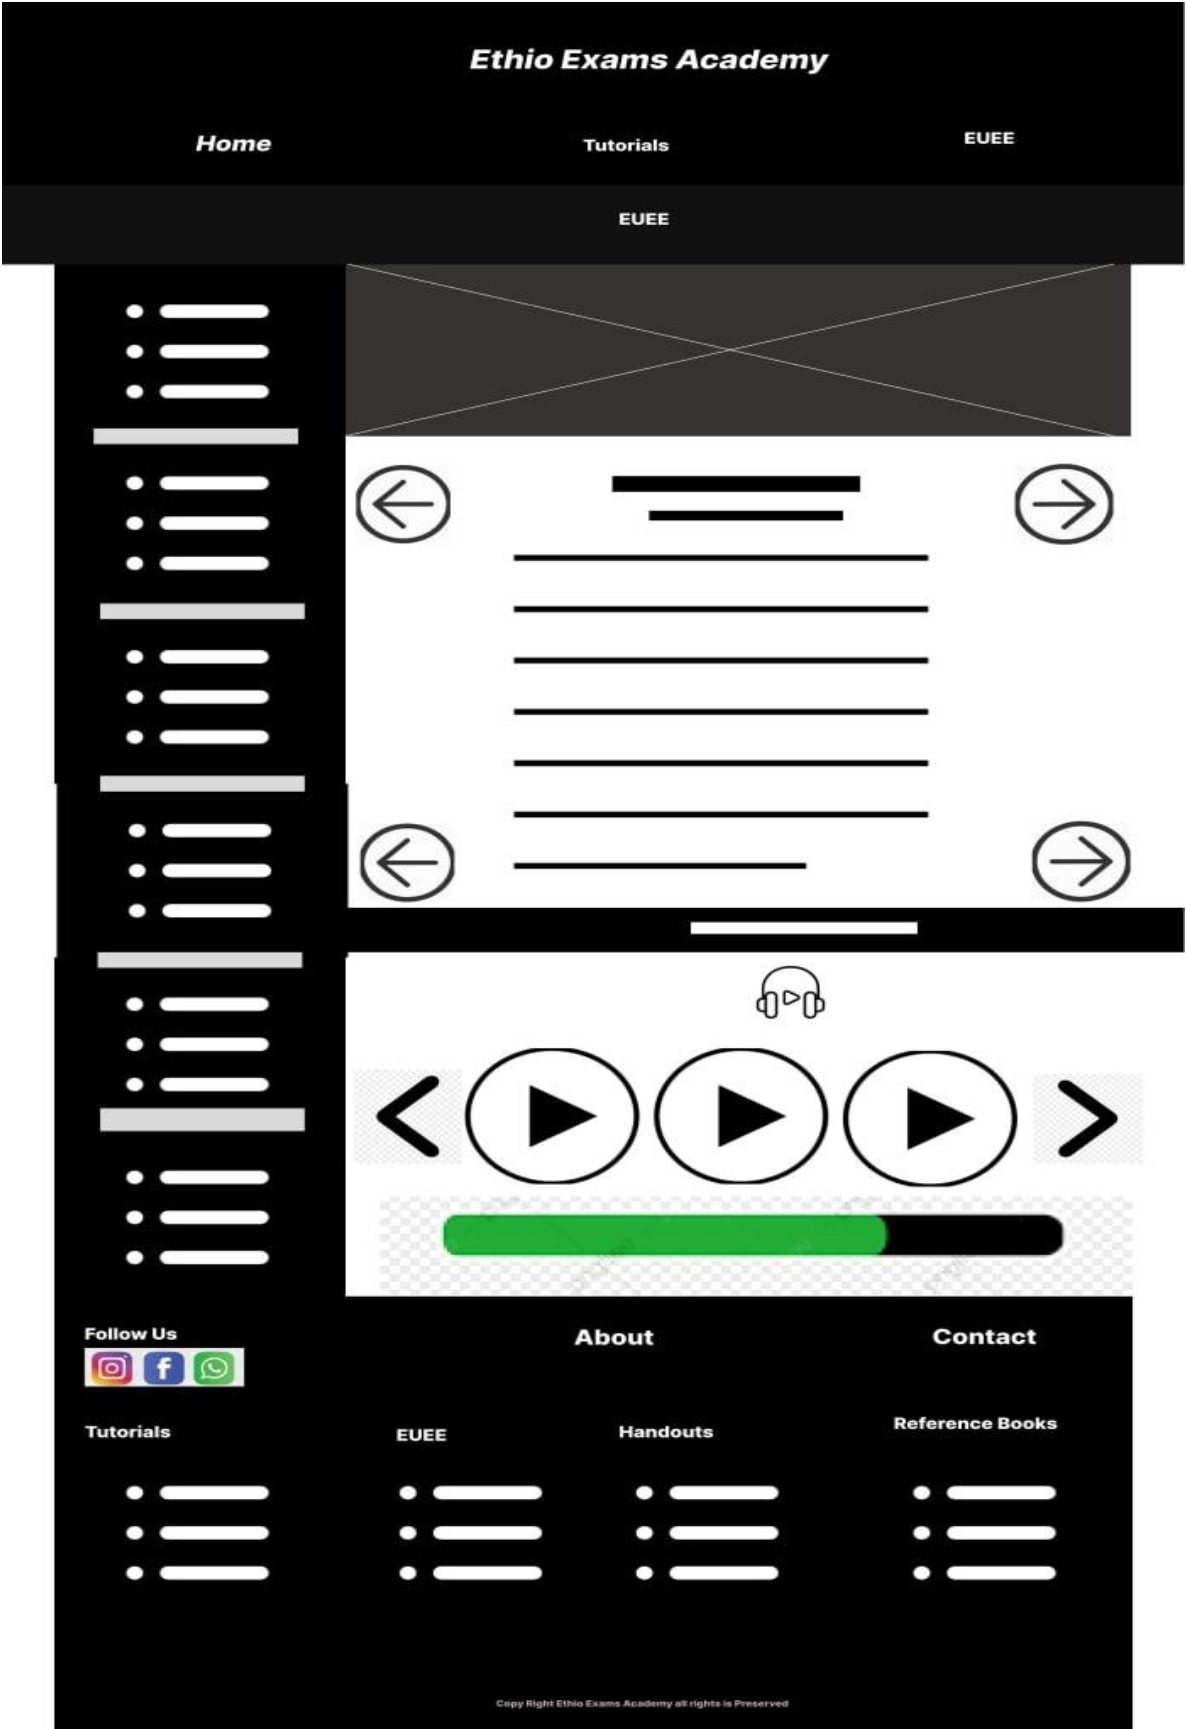 Ethio Exams Academy
Home
Tutorials
EUEE
EUEE
Follow Us
About
Contact
Tutorials
EUEE
Handouts
Reference Books
Copy Right Ethio Exams Academy all rights is Preserved